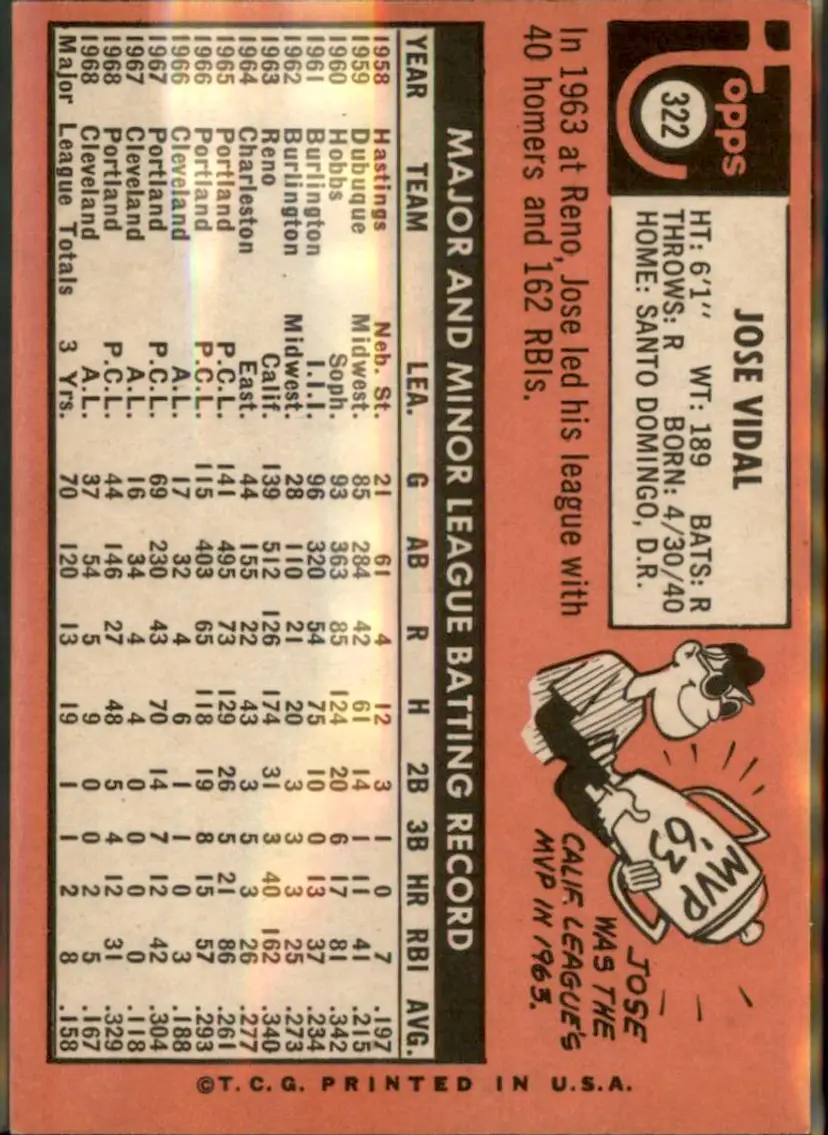 Topps
322
JOSE VIDAL
HT: 6'1" WT: 189 BATS: R
THROWS: R BORN: 4/30/40
HOME: SANTO DOMINGO, D.R.
In 1963 at Reno, Jose led his league with
40 homers and 162 RBIs.
MVP
'63
JOSE
WAS THE
CALIF. LEAGUE'S
MVP IN 1963.
MAJOR AND MINOR LEAGUE BATTING RECORD
YEAR TEAM LEA. G AB R H 2B 3B HR RBI AVG.
1958 Hastings Neb. St. 21 61 4 12 3 1 0 7 .197
1959 Dubuque Midwest. 85 284 42 61 14 1 11 41 .215
1960 Hobbs Soph. 93 363 85 124 20 6 17 81 .342
1961 Burlington I.I.I. 96 320 54 75 10 0 13 37 .234
1962 Burlington Midwest. 28 110 21 20 3 3 3 25 .273
1963 Reno Calif. 139 512 126 174 31 3 40 162 .340
1964 Charleston East. 44 155 22 43 3 5 3 26 .277
1965 Portland P.C.L. 141 495 73 129 26 5 21 86 .261
1966 Portland P.C.L. 115 403 65 118 19 8 15 57 .293
1966 Cleveland A.L. 17 32 4 6 1 1 0 3 .188
1967 Portland P.C.L. 69 230 43 70 14 7 12 42 .304
1967 Cleveland A.L. 16 34 4 4 0 0 0 0 .118
1968 Portland P.C.L. 44 146 27 48 5 4 12 31 .329
1968 Cleveland A.L. 37 54 5 9 0 0 2 5 .167
Major League Totals 3 Yrs. 70 120 13 19 1 1 2 8 .158
©T.C.G. PRINTED IN U.S.A.